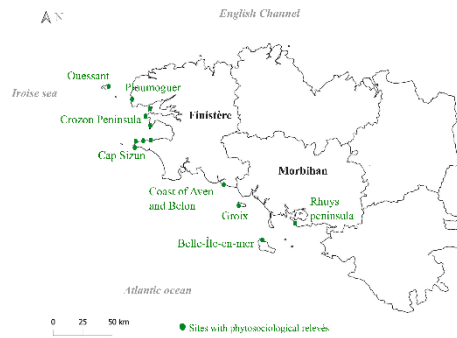 English Channel
N
Ouessant
Ploumoguer
Iroise sea
Crozon Peninsula
Finistère
Cap Sizun
Morbihan
Coast of Aven
and Belon
Rhuys
peninsula
Groix
Belle-Île-en-mer
Atlantic ocean
0 25 50 km
Sites with phytosociological relevés